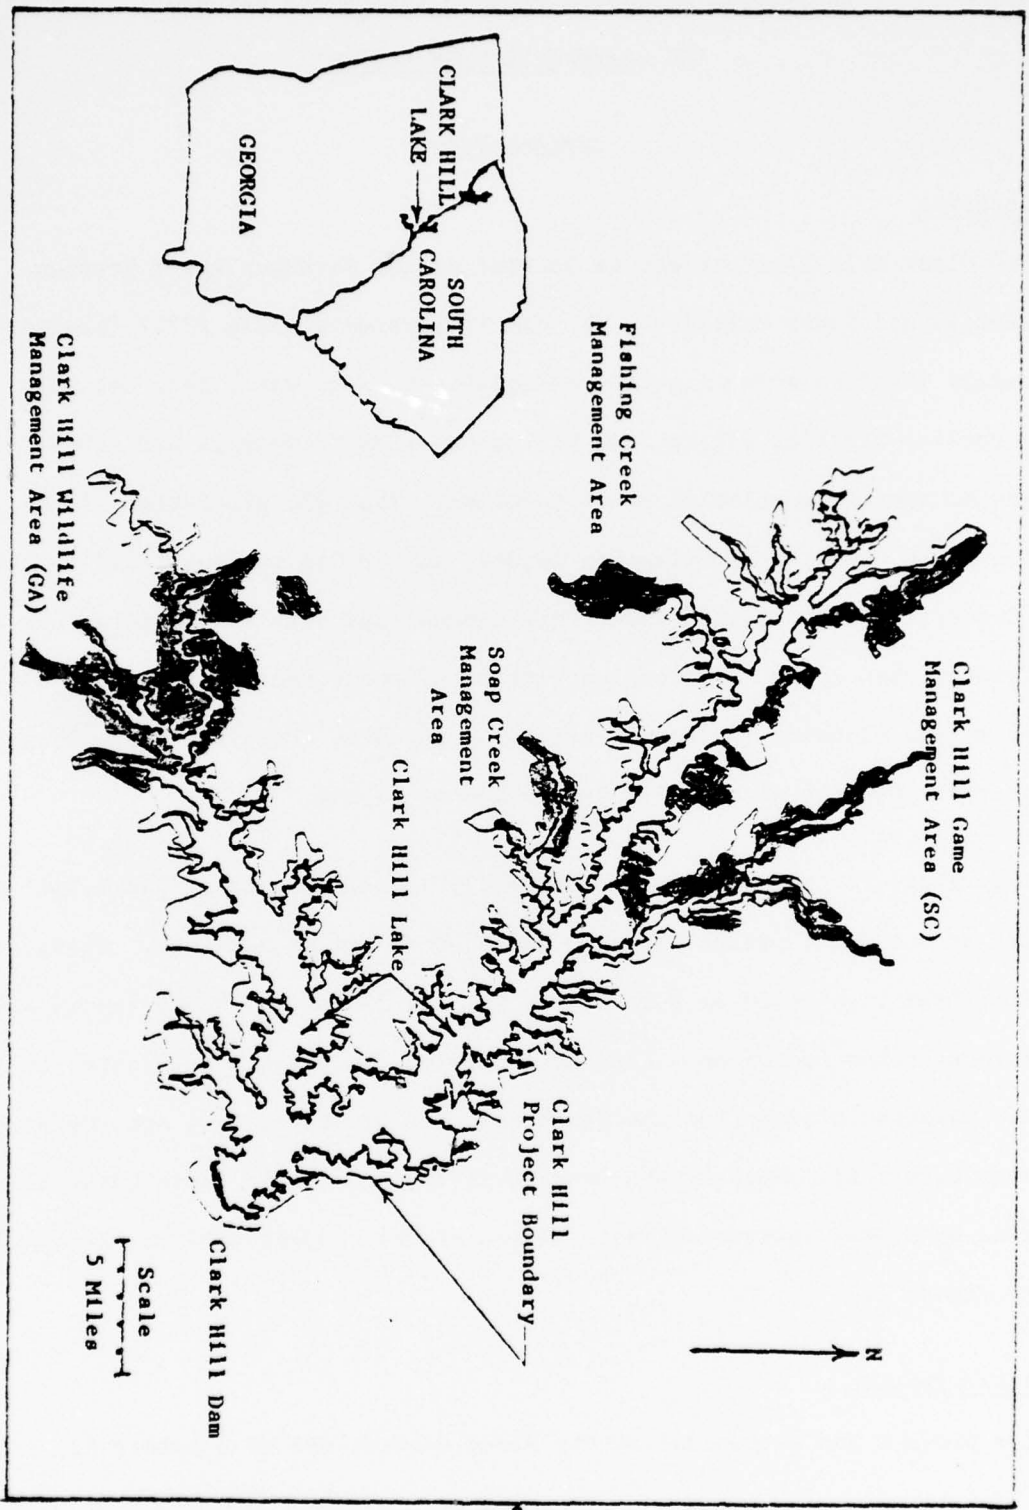 CLARK HILL
LAKE
GEORGIA
SOUTH
CAROLINA
Clark Hill Game
Management Area (SC)
Fishing Creek
Management Area
Soap Creek
Management
Area
Clark Hill Lake
Clark Hill
Project Boundary
Clark Hill Wildlife
Management Area (GA)
Clark Hill Dam
N
Scale
5 Miles